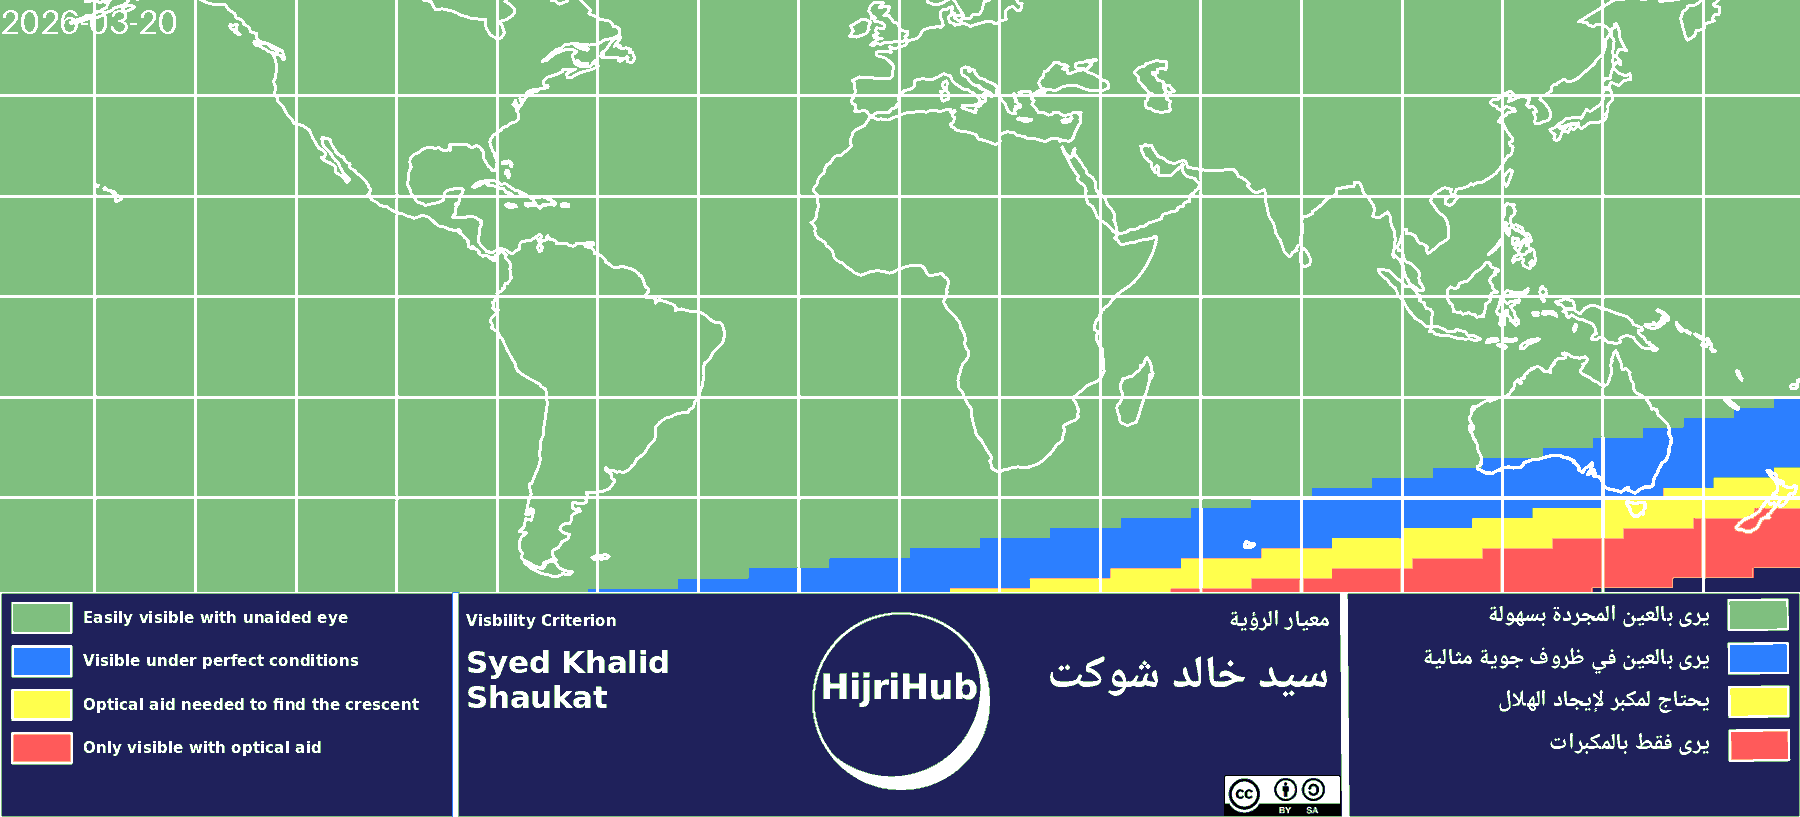 2026-03-20
Easily visible with unaided eye
Visible under perfect conditions
Optical aid needed to find the crescent
Only visible with optical aid
Visbility Criterion
Syed Khalid
Shaukat
HijriHub
معيار الرؤية
سيد خالد شوكت
cc
BY SA
يرى بالعين المجردة بسهولة
يرى بالعين في ظروف جوية مثالية
يحتاج لمكبر لإيجاد الهلال
يرى فقط بالمكبرات